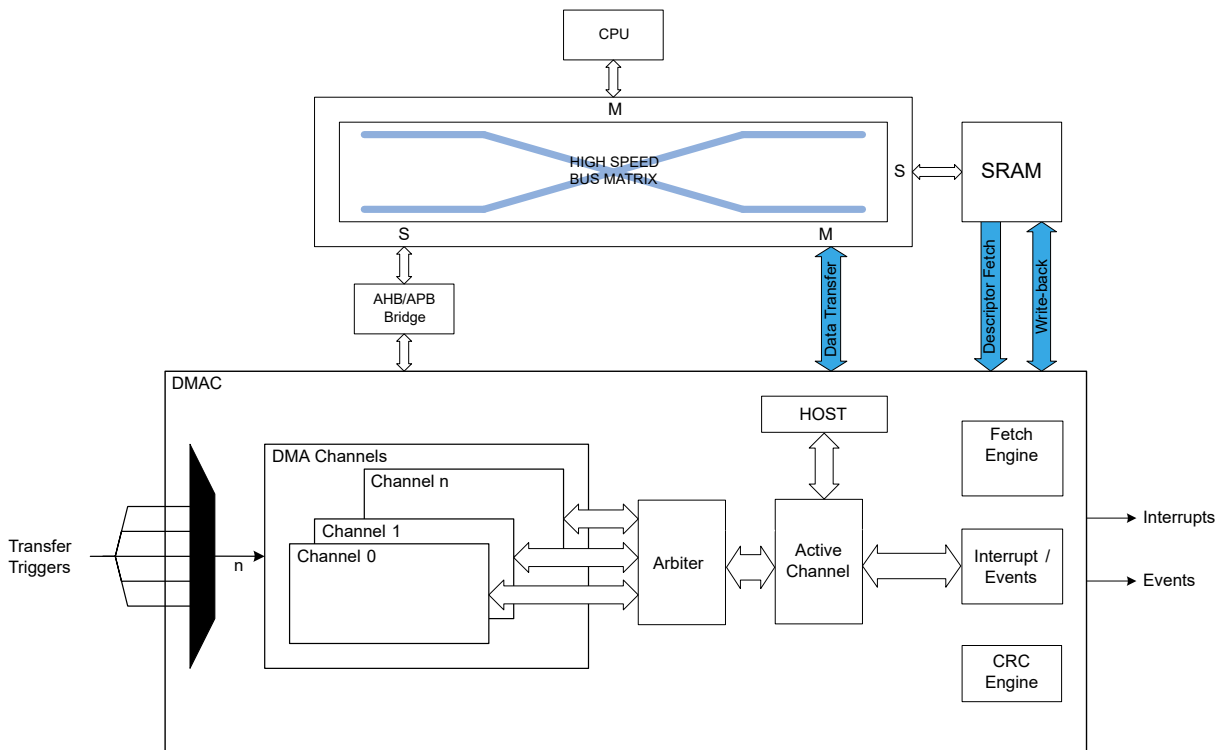 CPU
M
HIGH SPEED
BUS MATRIX
S
SRAM
S
M
AHB/APB
Bridge
Data Transfer
Descriptor Fetch
Write-back
DMAC
HOST
Fetch
Engine
DMA Channels
Channel n
Channel 1
Channel 0
Transfer
Triggers
n
Arbiter
Active
Channel
Interrupt /
Events
Interrupts
Events
CRC
Engine